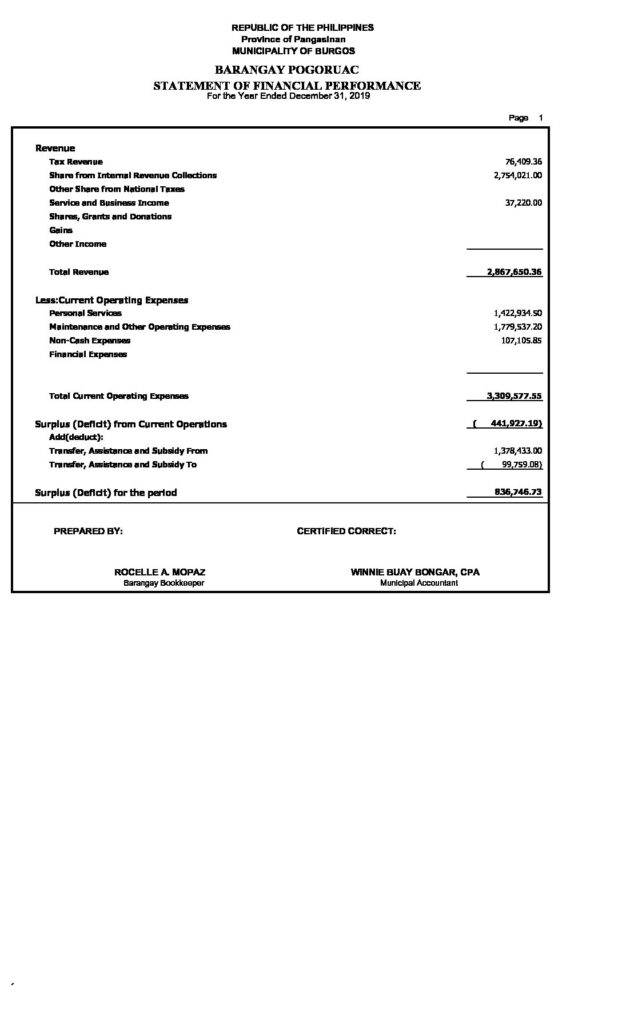 REPUBLIC OF THE PHILIPPINES
Province of Pangasinan
MUNICIPALITY OF BURGOS
BARANGAY POGORUAC
STATEMENT OF FINANCIAL PERFORMANCE
For the Year Ended December 31, 2019
Page 1
Revenue
Tax Revenue 76,409.36
Share from Internal Revenue Collections 2,754,021.00
Other Share from National Taxes
Service and Business Income 37,220.00
Shares, Grants and Donations
Gains
Other Income
Total Revenue 2,867,650.36
Less:Current Operating Expenses
Personal Services 1,422,934.50
Maintenance and Other Operating Expenses 1,779,537.20
Non-Cash Expenses 107,105.85
Financial Expenses
Total Current Operating Expenses 3,309,577.55
Surplus (Deficit) from Current Operations ( 441,927.19)
Add(deduct):
Transfer, Assistance and Subsidy From 1,378,433.00
Transfer, Assistance and Subsidy To ( 99,759.08)
Surplus (Deficit) for the period 836,746.73
PREPARED BY: CERTIFIED CORRECT:
ROCELLE A. MOPAZ WINNIE BUAY BONGAR, CPA
Barangay Bookkeeper Municipal Accountant